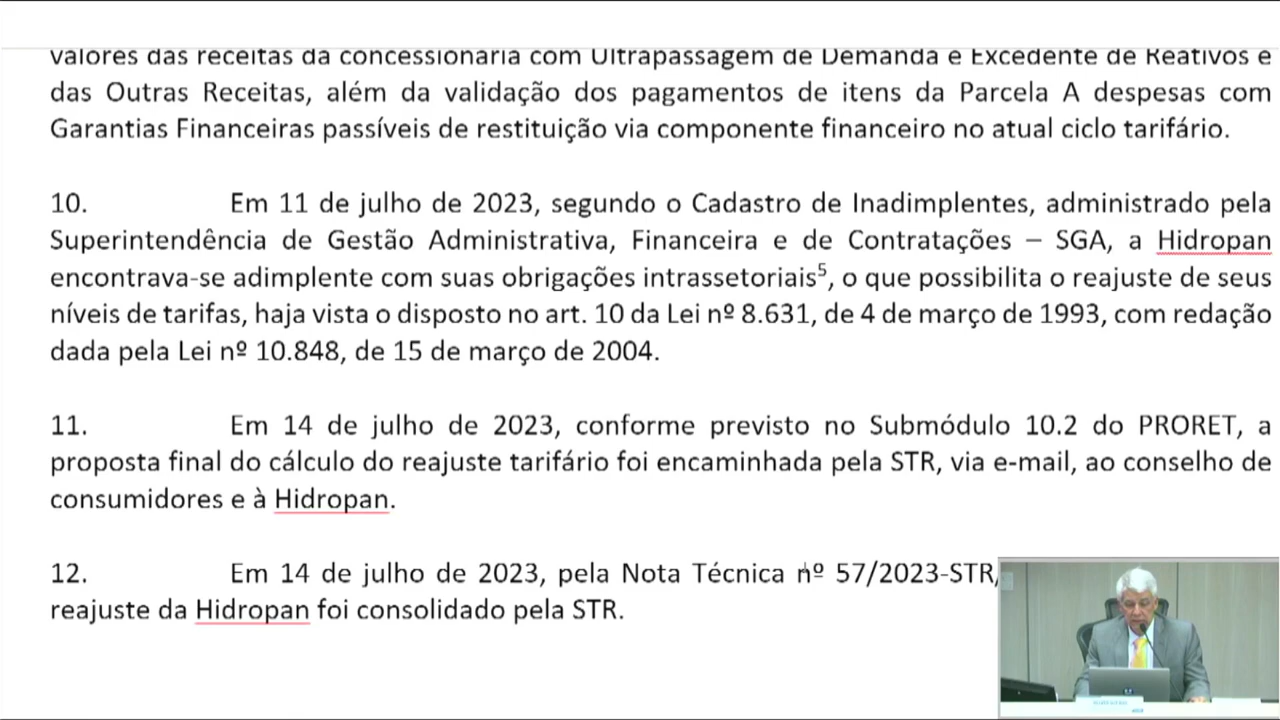 valores das receitas da concessionária com Ultrapassagem de Demanda e Excedente de Reativos e
das Outras Receitas, além da validação dos pagamentos de itens da Parcela A despesas com
Garantias Financeiras passíveis de restituição via componente financeiro no atual ciclo tarifário.
10. Em 11 de julho de 2023, segundo o Cadastro de Inadimplentes, administrado pela
Superintendência de Gestão Administrativa, Financeira e de Contratações – SGA, a Hidropan
encontrava-se adimplente com suas obrigações intrassetoriais⁵, o que possibilita o reajuste de seus
níveis de tarifas, haja vista o disposto no art. 10 da Lei nº 8.631, de 4 de março de 1993, com redação
dada pela Lei nº 10.848, de 15 de março de 2004.
11. Em 14 de julho de 2023, conforme previsto no Submódulo 10.2 do PRORET, a
proposta final do cálculo do reajuste tarifário foi encaminhada pela STR, via e-mail, ao conselho de
consumidores e à Hidropan.
12. Em 14 de julho de 2023, pela Nota Técnica nº 57/2023-STR,
reajuste da Hidropan foi consolidado pela STR.